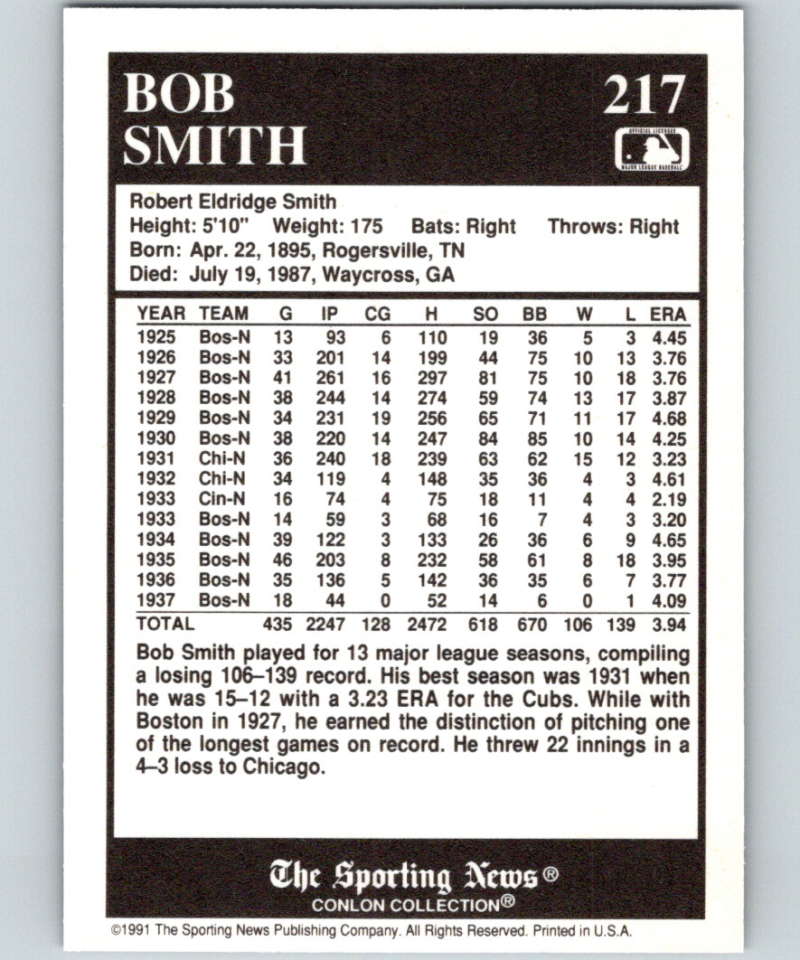 BOB 217
SMITH
OFFICIAL LICENSEE
MAJOR LEAGUE BASEBALL
Robert Eldridge Smith
Height: 5'10" Weight: 175 Bats: Right Throws: Right
Born: Apr. 22, 1895, Rogersville, TN
Died: July 19, 1987, Waycross, GA
YEAR TEAM G IP CG H SO BB W L ERA
1925 Bos-N 13 93 6 110 19 36 5 3 4.45
1926 Bos-N 33 201 14 199 44 75 10 13 3.76
1927 Bos-N 41 261 16 297 81 75 10 18 3.76
1928 Bos-N 38 244 14 274 59 74 13 17 3.87
1929 Bos-N 34 231 19 256 65 71 11 17 4.68
1930 Bos-N 38 220 14 247 84 85 10 14 4.25
1931 Chi-N 36 240 18 239 63 62 15 12 3.23
1932 Chi-N 34 119 4 148 35 36 4 3 4.61
1933 Cin-N 16 74 4 75 18 11 4 4 2.19
1933 Bos-N 14 59 3 68 16 7 4 3 3.20
1934 Bos-N 39 122 3 133 26 36 6 9 4.65
1935 Bos-N 46 203 8 232 58 61 8 18 3.95
1936 Bos-N 35 136 5 142 36 35 6 7 3.77
1937 Bos-N 18 44 0 52 14 6 0 1 4.09
TOTAL 435 2247 128 2472 618 670 106 139 3.94
Bob Smith played for 13 major league seasons, compiling
a losing 106–139 record. His best season was 1931 when
he was 15–12 with a 3.23 ERA for the Cubs. While with
Boston in 1927, he earned the distinction of pitching one
of the longest games on record. He threw 22 innings in a
4–3 loss to Chicago.
The Sporting News®
CONLON COLLECTION®
©1991 The Sporting News Publishing Company. All Rights Reserved. Printed in U.S.A.